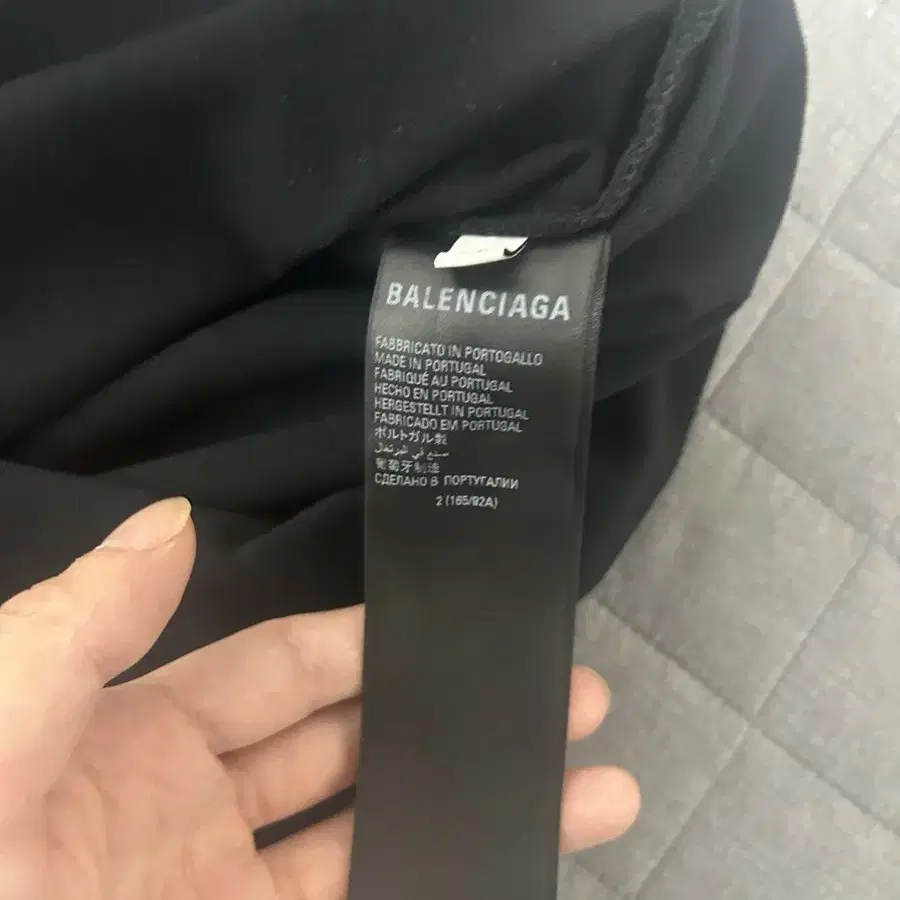 BALENCIAGA
FABBRICATO IN PORTOGALLO
MADE IN PORTUGAL
FABRIQUÉ AU PORTUGAL
HECHO EN PORTUGAL
HERGESTELLT IN PORTUGAL
FABRICADO EM PORTUGAL
ポルトガル製
صنع في البرتغال
葡萄牙制造
СДЕЛАНО В ПОРТУГАЛИИ
2 (165/92A)